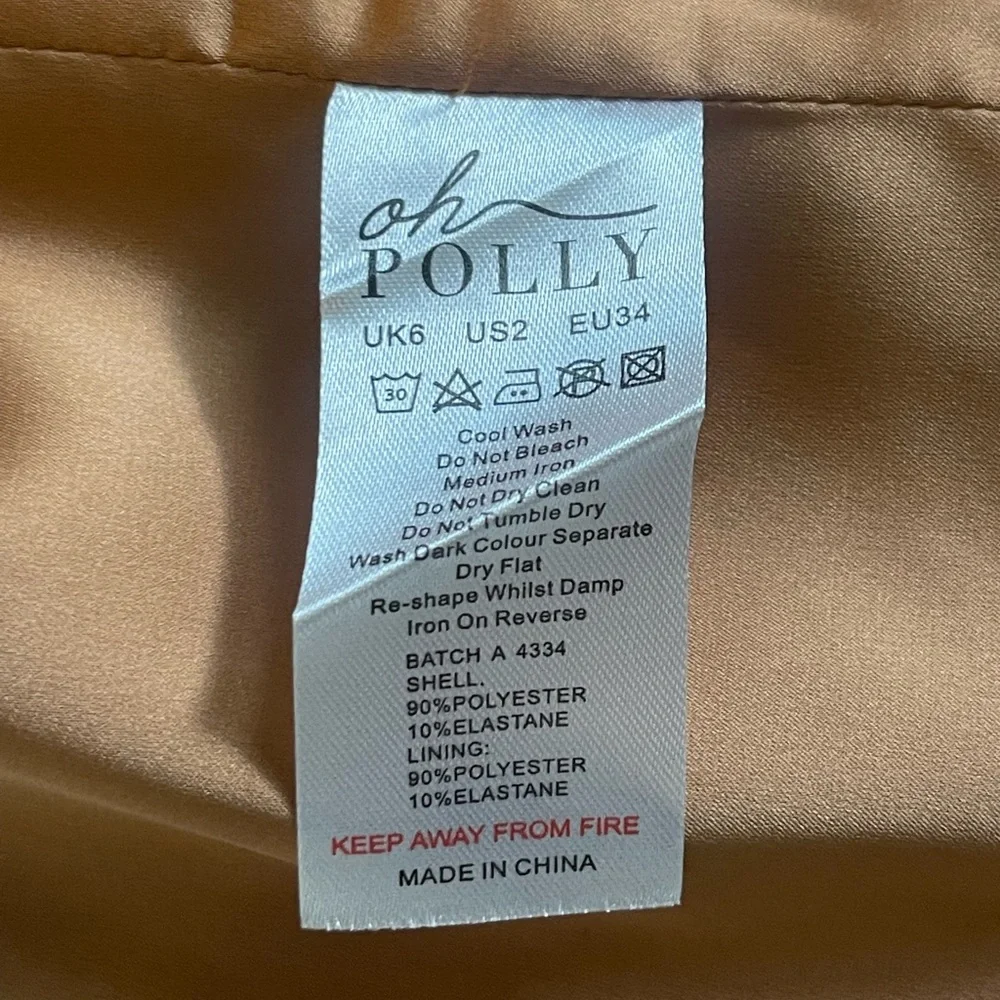 oh
POLLY
UK6 US2 EU34
30
Cool Wash
Do Not Bleach
Medium Iron
Do Not Dry Clean
Do Not Tumble Dry
Wash Dark Colour Separate
Dry Flat
Re-shape Whilst Damp
Iron On Reverse
BATCH A 4334
SHELL.
90%POLYESTER
10%ELASTANE
LINING:
90%POLYESTER
10%ELASTANE
KEEP AWAY FROM FIRE
MADE IN CHINA